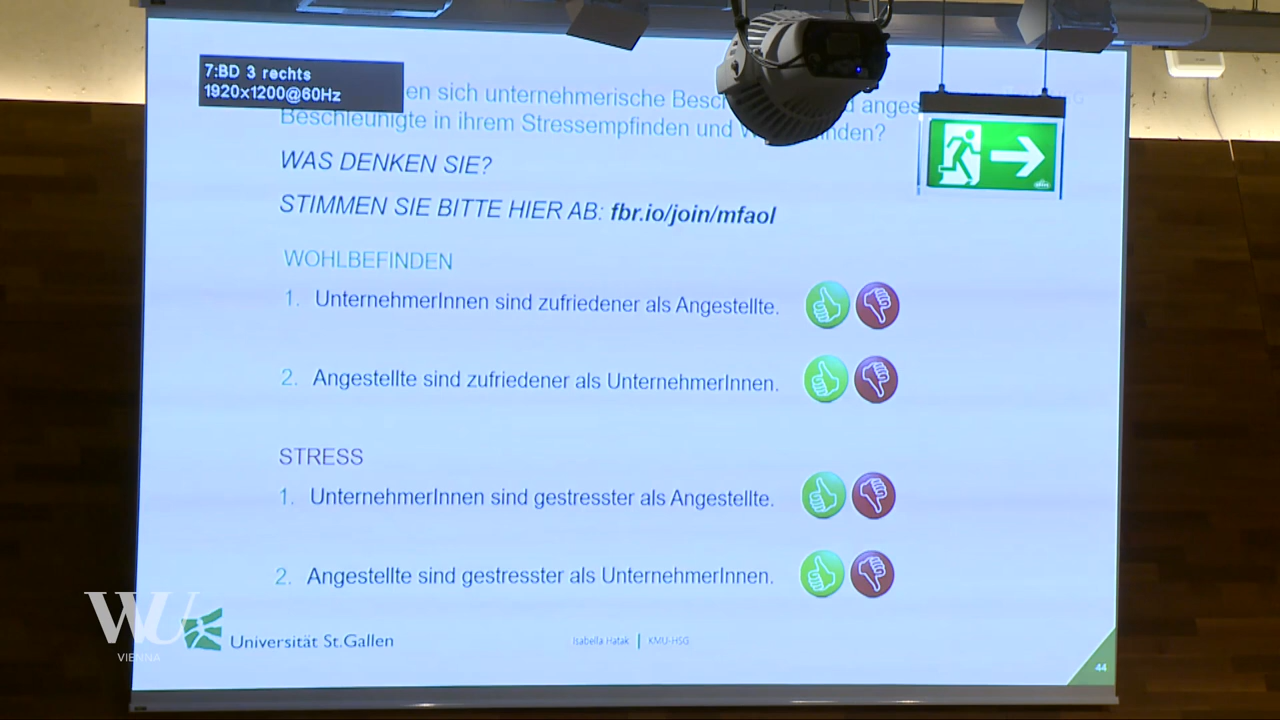 7:BD 3 rechts
1920x1200@60Hz
en sich unternehmerische
Beschleunigte in ihrem Stressempfinden und
WAS DENKEN SIE?
STIMMEN SIE BITTE HIER AB: fbr.io/join/mfaol
WOHLBEFINDEN
1. UnternehmerInnen sind zufriedener als Angestellte.
2. Angestellte sind zufriedener als UnternehmerInnen.
STRESS
1. UnternehmerInnen sind gestresster als Angestellte.
2. Angestellte sind gestresster als UnternehmerInnen.
WU
VIENNA
Universität St.Gallen
Isabella Hatak | KMU-HSG
44